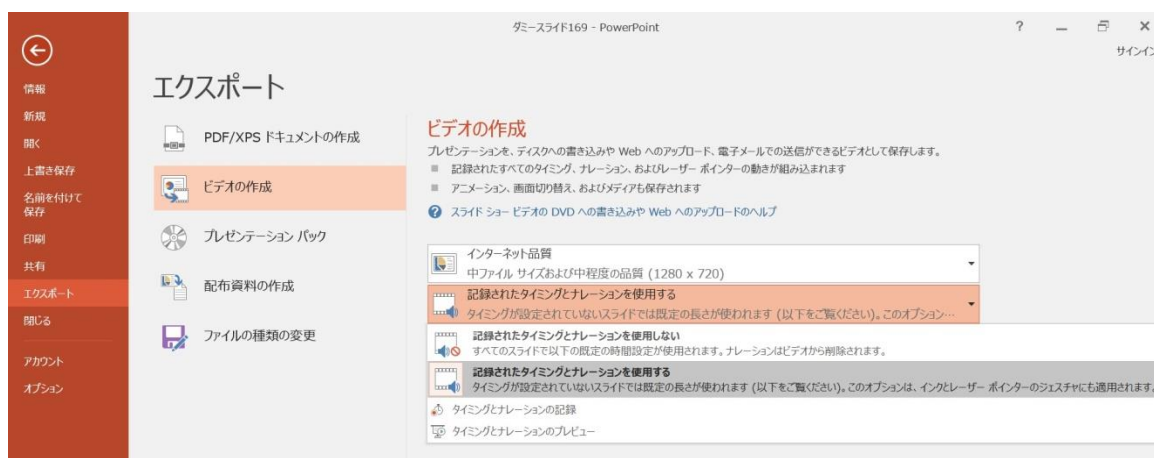 ダミースライド169 - PowerPoint
?
サインイン
情報
新規
開く
上書き保存
名前を付けて
保存
印刷
共有
エクスポート
閉じる
アカウント
オプション
エクスポート
PDF/XPS ドキュメントの作成
ビデオの作成
プレゼンテーション パック
配布資料の作成
ファイルの種類の変更
ビデオの作成
プレゼンテーションを、ディスクへの書き込みや Web へのアップロード、電子メールでの送信ができるビデオとして保存します。
記録されたすべてのタイミング、ナレーション、およびレーザー ポインターの動きが組み込まれます
アニメーション、画面切り替え、およびメディアも保存されます
スライド ショー ビデオの DVD への書き込みや Web へのアップロードのヘルプ
インターネット品質
中ファイル サイズおよび中程度の品質 (1280 x 720)
記録されたタイミングとナレーションを使用する
タイミングが設定されていないスライドでは既定の長さが使われます (以下をご覧ください)。このオプション…
記録されたタイミングとナレーションを使用しない
すべてのスライドで以下の既定の時間設定が使用されます。ナレーションはビデオから削除されます。
記録されたタイミングとナレーションを使用する
タイミングが設定されていないスライドでは既定の長さが使われます (以下をご覧ください)。このオプションは、インクとレーザー ポインターのジェスチャにも適用されます。
タイミングとナレーションの記録
タイミングとナレーションのプレビュー